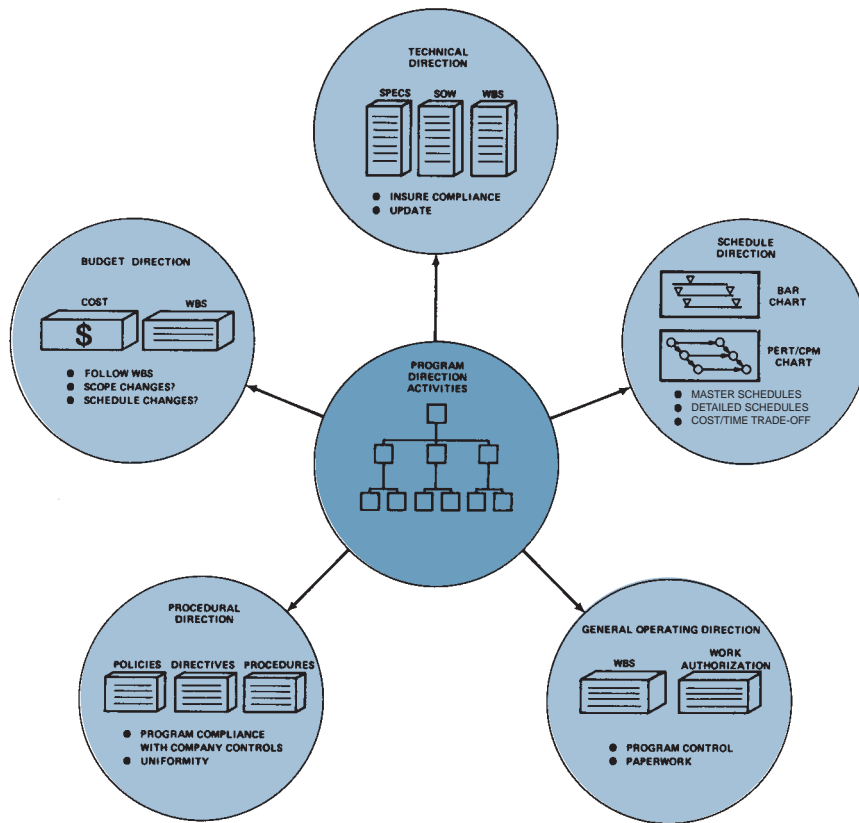 TECHNICAL
DIRECTION
SPECS SOW WBS
● INSURE COMPLIANCE
● UPDATE
BUDGET DIRECTION
COST WBS
$
● FOLLOW WBS
● SCOPE CHANGES?
● SCHEDULE CHANGES?
SCHEDULE
DIRECTION
BAR
CHART
PERT/CPM
CHART
● MASTER SCHEDULES
● DETAILED SCHEDULES
● COST/TIME TRADE-OFF
PROGRAM
DIRECTION
ACTIVITIES
PROCEDURAL
DIRECTION
POLICIES DIRECTIVES PROCEDURES
● PROGRAM COMPLIANCE
WITH COMPANY CONTROLS
● UNIFORMITY
GENERAL OPERATING DIRECTION
WBS
WORK
AUTHORIZATION
● PROGRAM CONTROL
● PAPERWORK